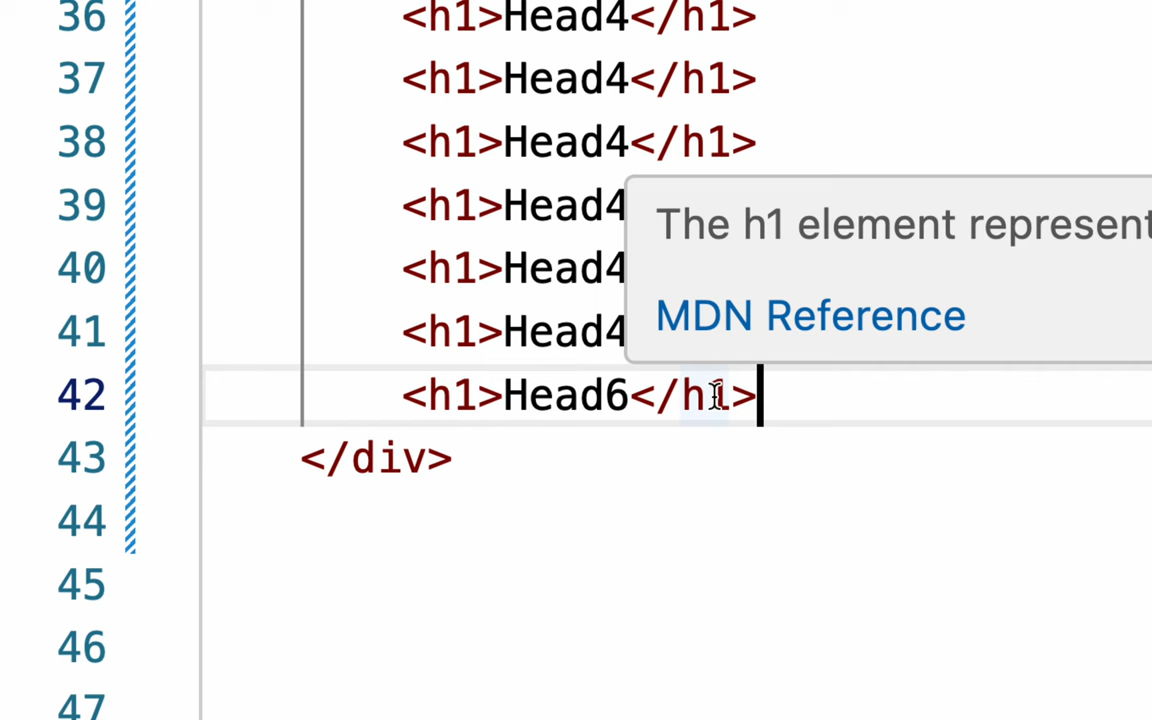 36 <h1>Head4</h1>
37 <h1>Head4</h1>
38 <h1>Head4</h1>
39 <h1>Head4
The h1 element represent
40 <h1>Head4
MDN Reference
41 <h1>Head4
42 <h1>Head6</h1>
43 </div>
44
45
46
47